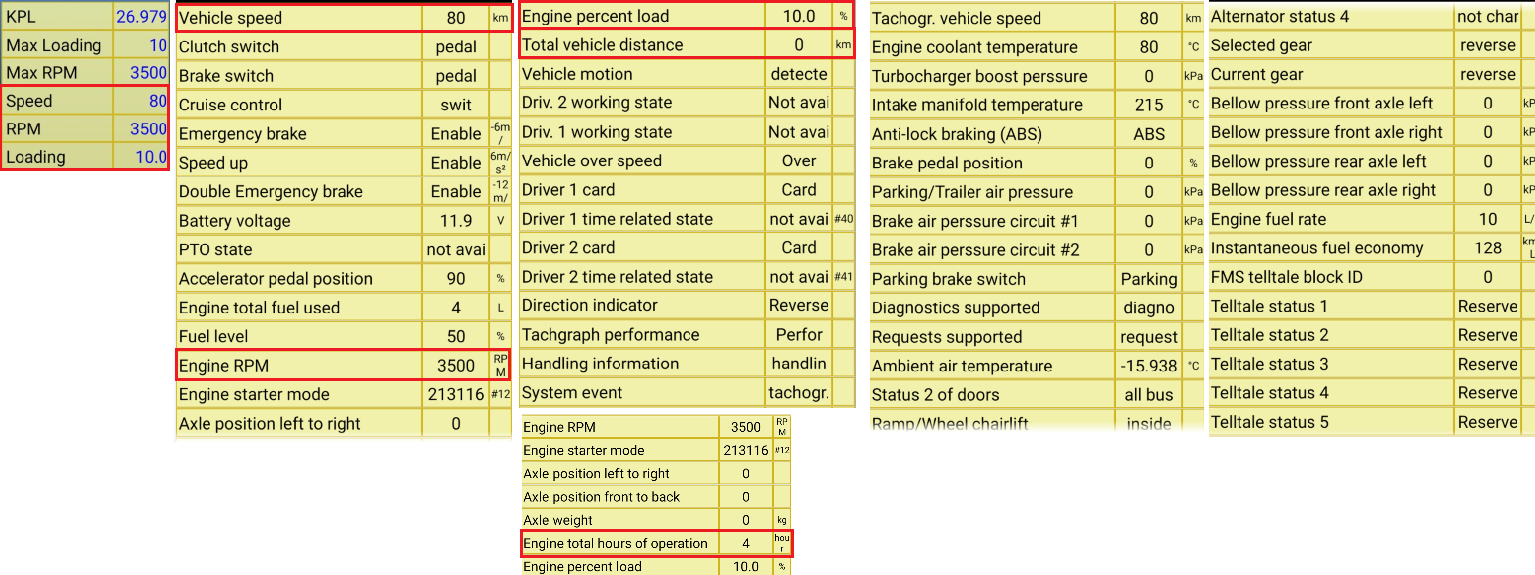 KPL 26.979
Max Loading 10
Max RPM 3500
Speed 80
RPM 3500
Loading 10.0
Vehicle speed 80 km
Clutch switch pedal
Brake switch pedal
Cruise control swit
Emergency brake Enable -6m/
Speed up Enable 6m/s²
Double Emergency brake Enable -12m/
Battery voltage 11.9 V
PTO state not avai
Accelerator pedal position 90 %
Engine total fuel used 4 L
Fuel level 50 %
Engine RPM 3500 RPM
Engine starter mode 213116 #12
Axle position left to right 0
Engine percent load 10.0 %
Total vehicle distance 0 km
Vehicle motion detecte
Driv. 2 working state Not avai
Driv. 1 working state Not avai
Vehicle over speed Over
Driver 1 card Card
Driver 1 time related state not avai #40
Driver 2 card Card
Driver 2 time related state not avai #41
Direction indicator Reverse
Tachgraph performance Perfor
Handling information handlin
System event tachogr.
Engine RPM 3500 RPM
Engine starter mode 213116 #12
Axle position left to right 0
Axle position front to back 0
Axle weight 0 kg
Engine total hours of operation 4 hour
Engine percent load 10.0 %
Tachogr. vehicle speed 80 km
Engine coolant temperature 80 °C
Turbocharger boost perssure 0 kPa
Intake manifold temperature 215 °C
Anti-lock braking (ABS) ABS
Brake pedal position 0 %
Parking/Trailer air pressure 0 kPa
Brake air perssure circuit #1 0 kPa
Brake air perssure circuit #2 0 kPa
Parking brake switch Parking
Diagnostics supported diagno
Requests supported request
Ambient air temperature -15.938 °C
Status 2 of doors all bus
Ramp/Wheel chairlift inside
Alternator status 4 not char
Selected gear reverse
Current gear reverse
Bellow pressure front axle left 0 kP
Bellow pressure front axle right 0 kP
Bellow pressure rear axle left 0 kP
Bellow pressure rear axle right 0 kP
Engine fuel rate 10 L/
Instantaneous fuel economy 128 km L
FMS telltale block ID 0
Telltale status 1 Reserve
Telltale status 2 Reserve
Telltale status 3 Reserve
Telltale status 4 Reserve
Telltale status 5 Reserve